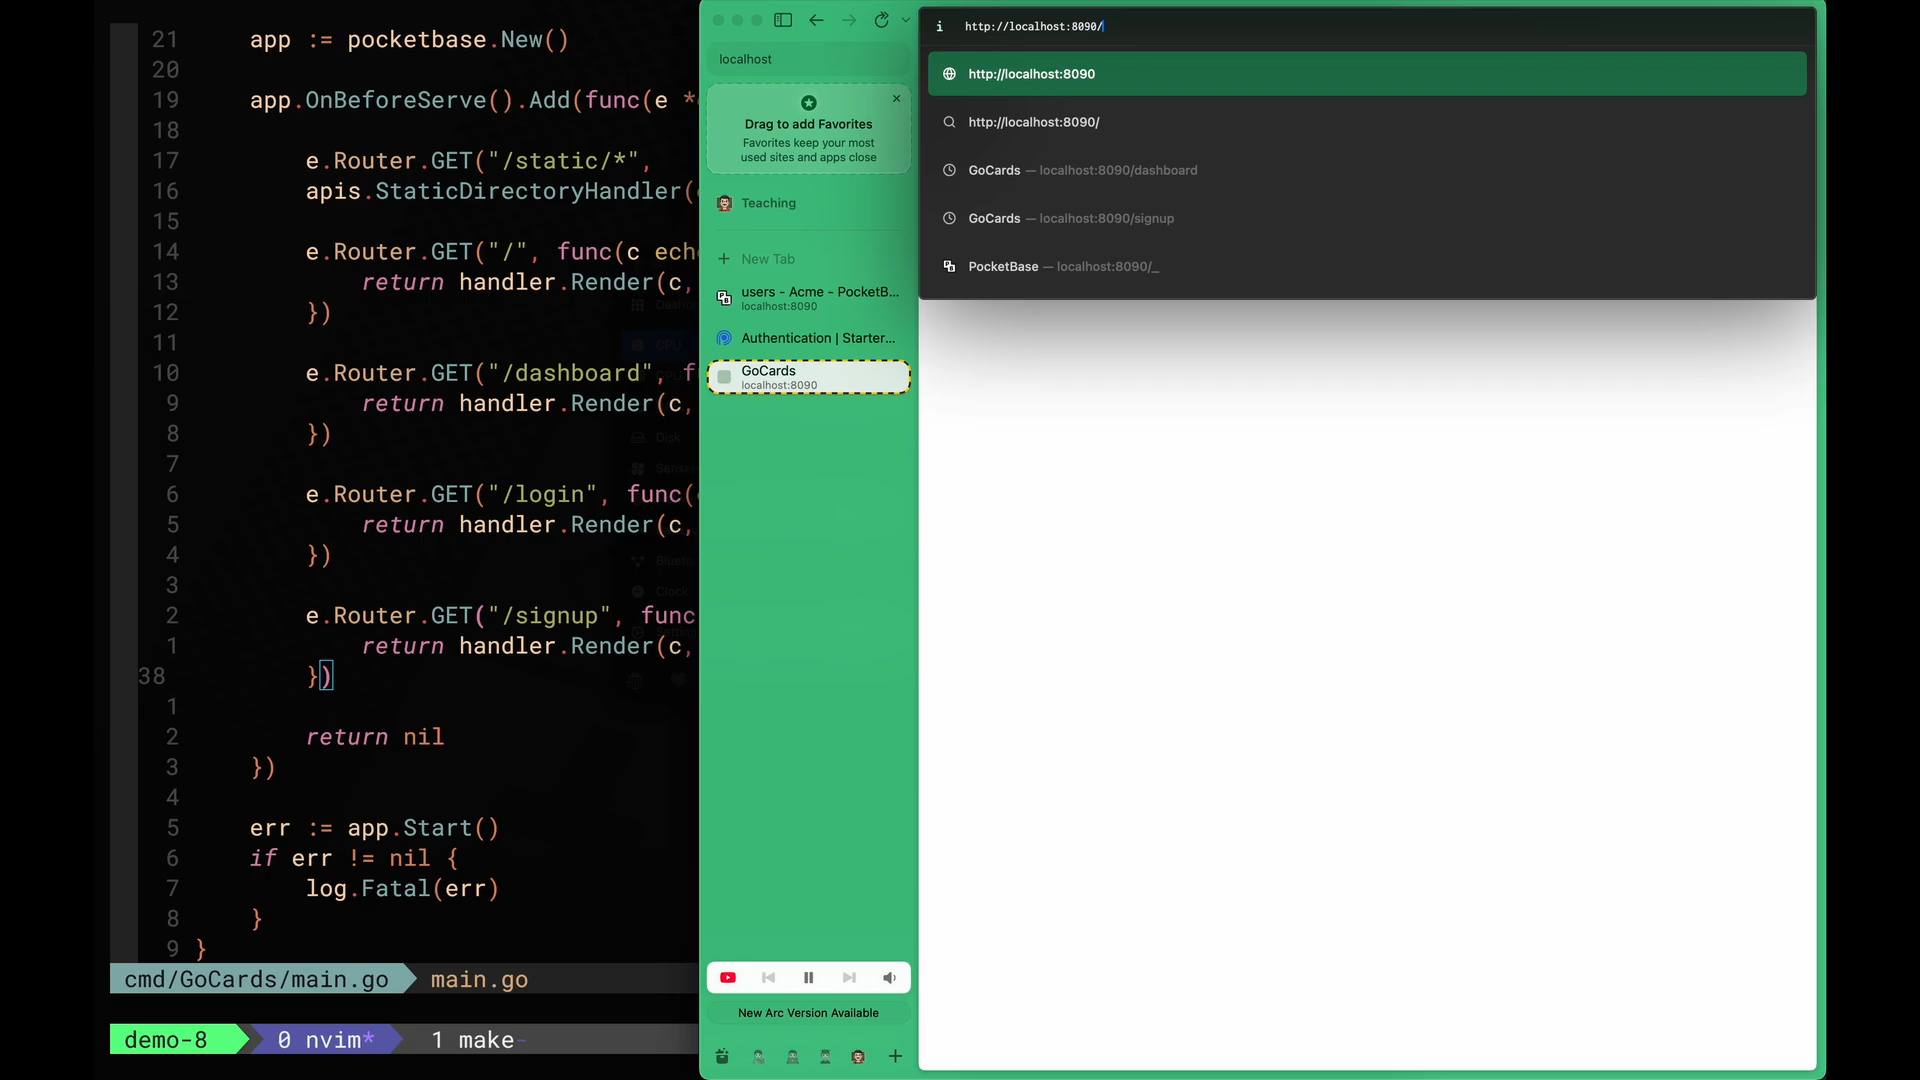 21 app := pocketbase.New()
20
19 app.OnBeforeServe().Add(func(e *
18
17 e.Router.GET("/static/*",
16 apis.StaticDirectoryHandler(
15
14 e.Router.GET("/", func(c ech
13 return handler.Render(c,
12 })
11
10 e.Router.GET("/dashboard", f
9 return handler.Render(c,
8 })
7
6 e.Router.GET("/login", func(
5 return handler.Render(c,
4 })
3
2 e.Router.GET("/signup", func
1 return handler.Render(c,
38 })
1
2 return nil
3 })
4
5 err := app.Start()
6 if err != nil {
7 log.Fatal(err)
8 }
9 }
cmd/GoCards/main.go main.go
demo-8 0 nvim* 1 make-
CPU
Disk
Clock
localhost
Drag to add Favorites
Favorites keep your most
used sites and apps close
Teaching
New Tab
users - Acme - PocketB...
localhost:8090
Authentication | Starter...
GoCards
localhost:8090
New Arc Version Available
http://localhost:8090/
http://localhost:8090
http://localhost:8090/
GoCards — localhost:8090/dashboard
GoCards — localhost:8090/signup
PocketBase — localhost:8090/_